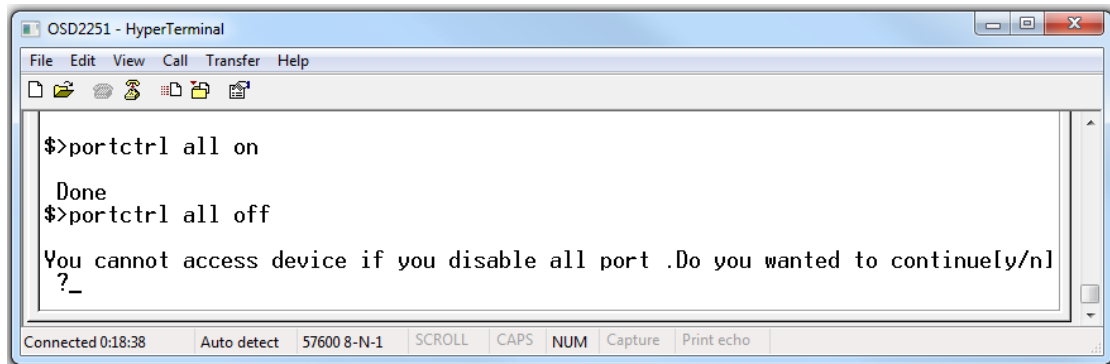 OSD2251 - HyperTerminal
File Edit View Call Transfer Help
$>portctrl all on
Done
$>portctrl all off
You cannot access device if you disable all port .Do you wanted to continue[y/n]
?_
Connected 0:18:38 Auto detect 57600 8-N-1 SCROLL CAPS NUM Capture Print echo